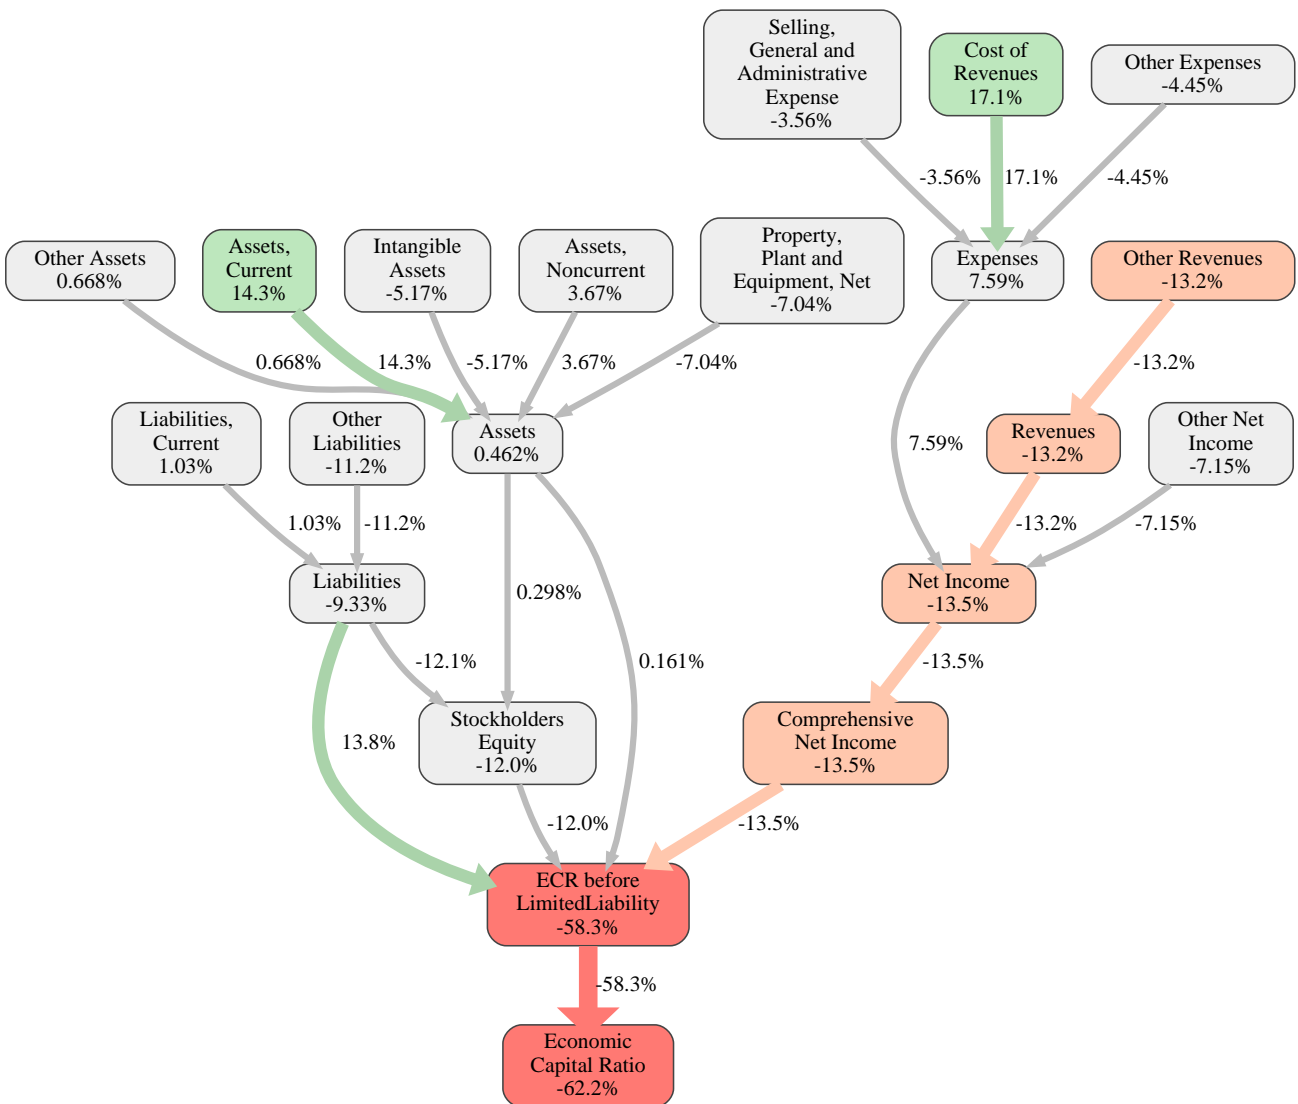 Selling,
General and
Administrative
Expense
-3.56%
Cost of
Revenues
17.1%
Other Expenses
-4.45%
-3.56%
17.1%
-4.45%
Other Assets
0.668%
Assets,
Current
14.3%
Intangible
Assets
-5.17%
Assets,
Noncurrent
3.67%
Property,
Plant and
Equipment, Net
-7.04%
Expenses
7.59%
Other Revenues
-13.2%
0.668%
14.3%
-5.17%
3.67%
-7.04%
-13.2%
Liabilities,
Current
1.03%
Other
Liabilities
-11.2%
Assets
0.462%
7.59%
Revenues
-13.2%
Other Net
Income
-7.15%
1.03%
-11.2%
-13.2%
-7.15%
Liabilities
-9.33%
0.298%
Net Income
-13.5%
-12.1%
0.161%
-13.5%
13.8%
Stockholders
Equity
-12.0%
Comprehensive
Net Income
-13.5%
-12.0%
-13.5%
ECR before
LimitedLiability
-58.3%
-58.3%
Economic
Capital Ratio
-62.2%